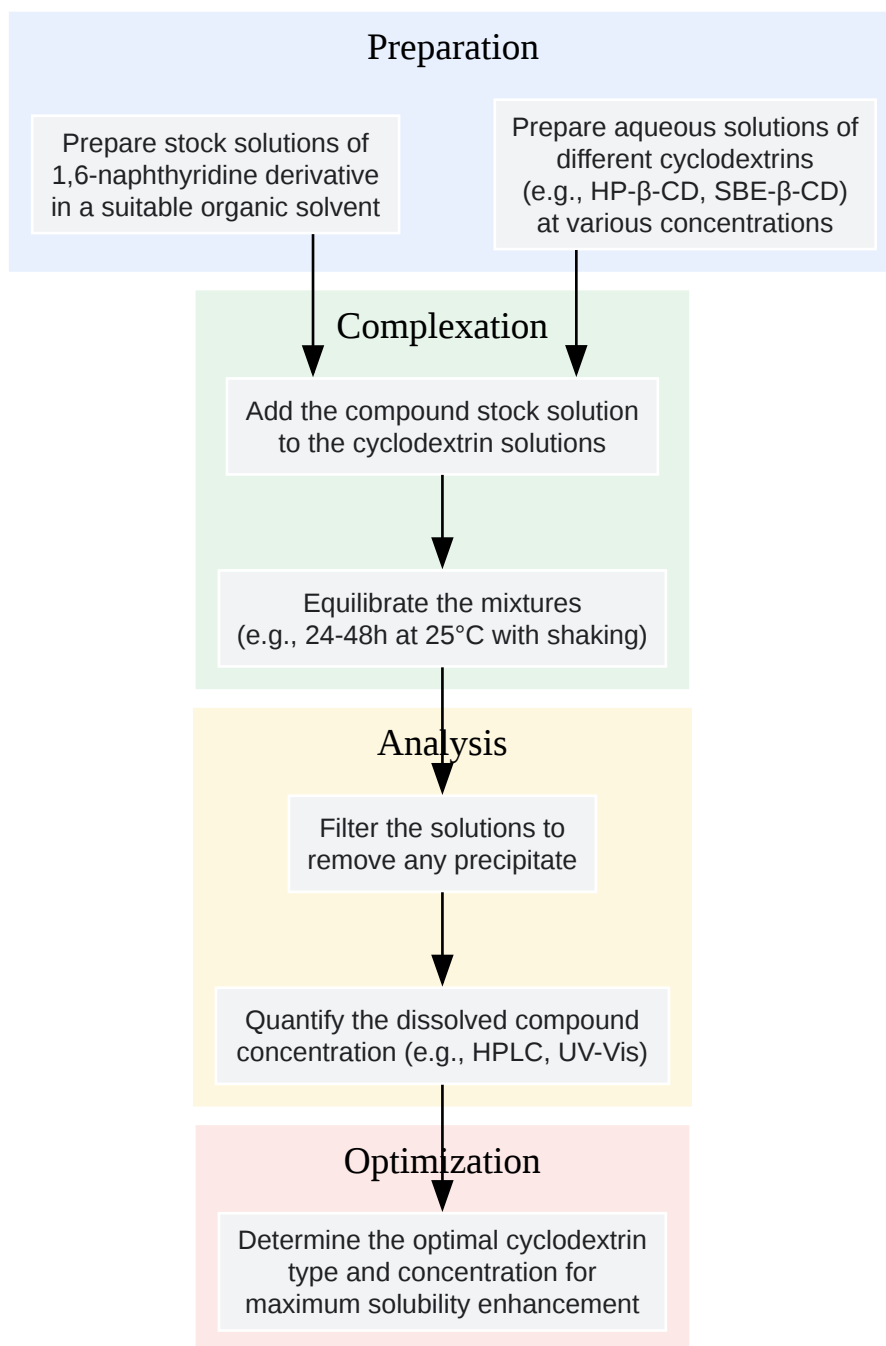 Preparation
Prepare stock solutions of
1,6-naphthyridine derivative
in a suitable organic solvent
Prepare aqueous solutions of
different cyclodextrins
(e.g., HP-β-CD, SBE-β-CD)
at various concentrations
Complexation
Add the compound stock solution
to the cyclodextrin solutions
Equilibrate the mixtures
(e.g., 24-48h at 25°C with shaking)
Analysis
Filter the solutions to
remove any precipitate
Quantify the dissolved compound
concentration (e.g., HPLC, UV-Vis)
Optimization
Determine the optimal cyclodextrin
type and concentration for
maximum solubility enhancement